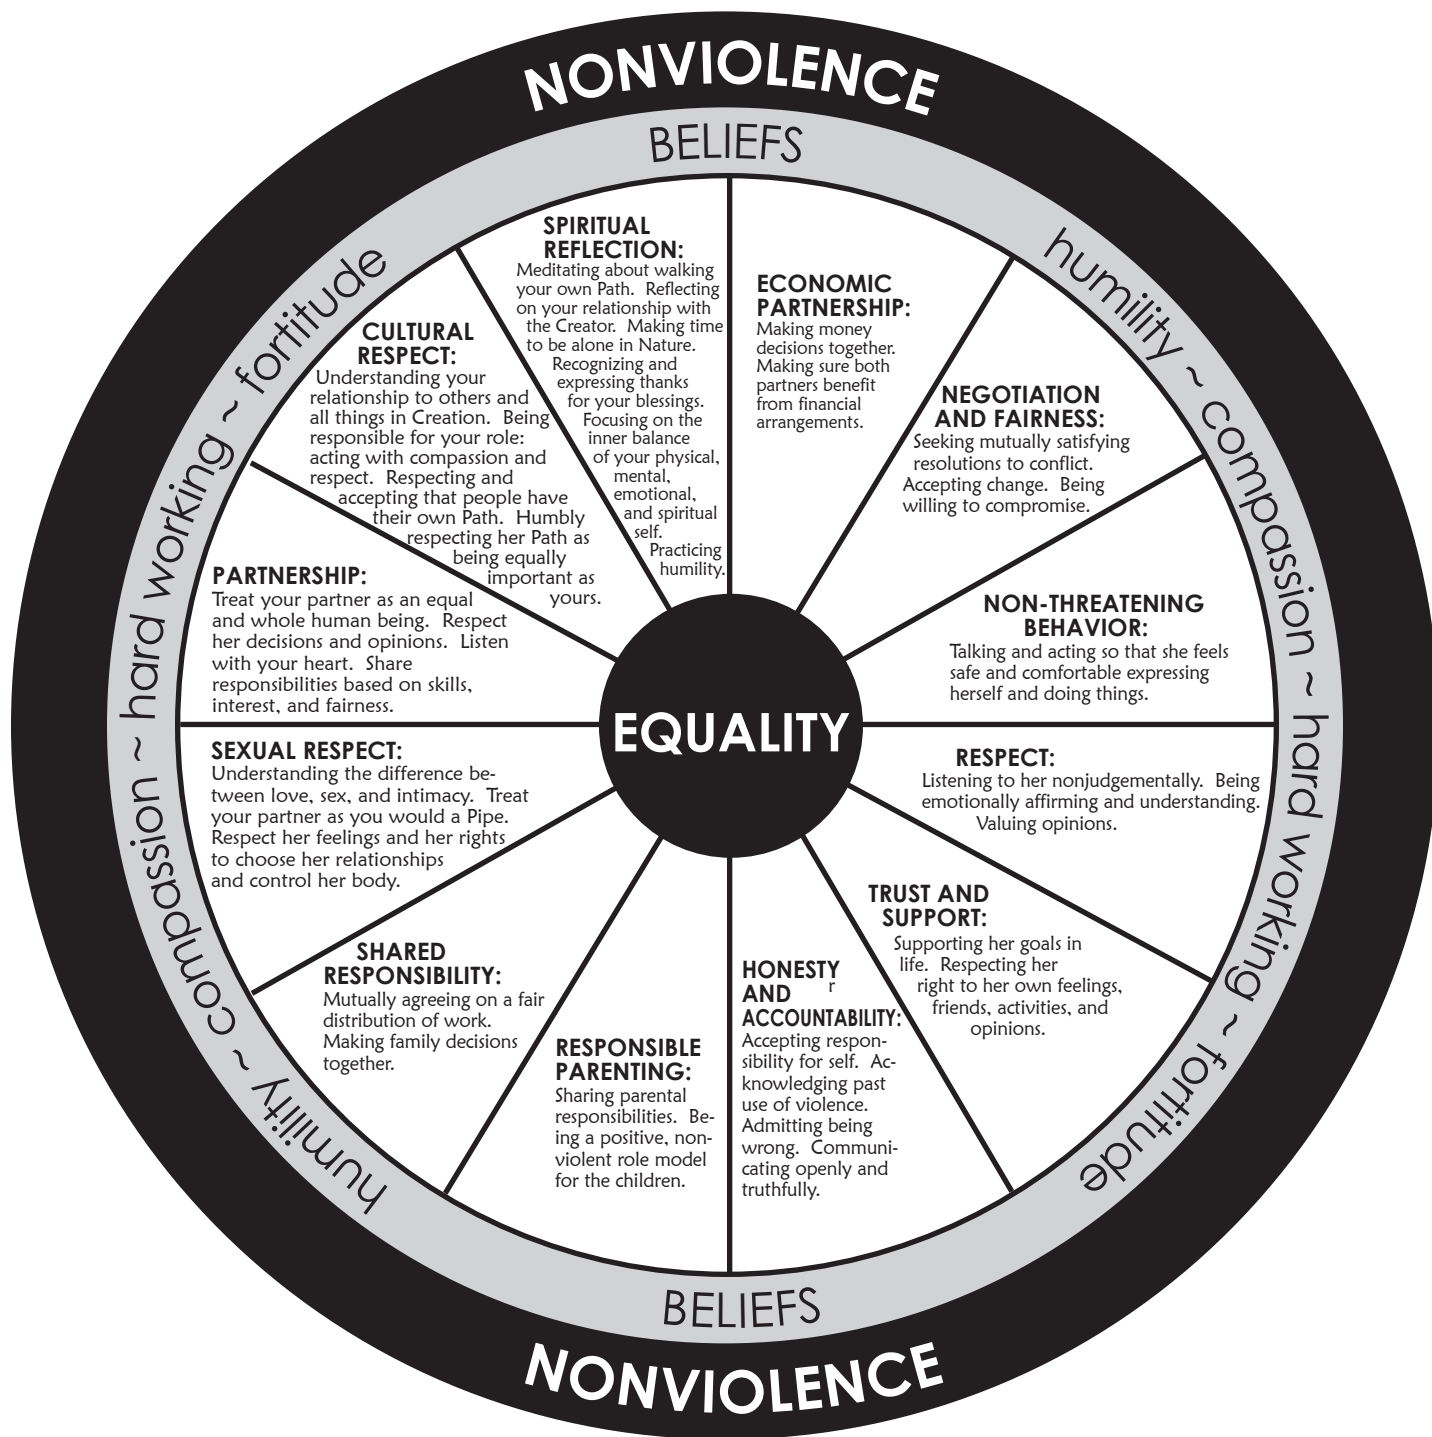 NONVIOLENCE
BELIEFS
humility ~ compassion ~ hard working ~ fortitude
humility ~ compassion ~ hard working ~ fortitude
SPIRITUAL
REFLECTION:
Meditating about walking
your own Path.  Reflecting
on your relationship with
the Creator.  Making time
to be alone in Nature.
Recognizing and
expressing thanks
for your blessings.
Focusing on the
inner balance
of your physical,
mental,
emotional,
and spiritual
self.
Practicing
humility.
ECONOMIC
PARTNERSHIP:
Making money
decisions together.
Making sure both
partners benefit
from financial
arrangements.
NEGOTIATION
AND FAIRNESS:
Seeking mutually satisfying
resolutions to conflict.
Accepting change.  Being
willing to compromise.
NON-THREATENING
BEHAVIOR:
Talking and acting so that she feels
safe and comfortable expressing
herself and doing things.
RESPECT:
Listening to her nonjudgementally.  Being
emotionally affirming and understanding.
Valuing opinions.
TRUST AND
SUPPORT:
Supporting her goals in
life.  Respecting her
right to her own feelings,
friends, activities, and
opinions.
HONESTY
AND r
ACCOUNTABILITY:
Accepting respon-
sibility for self.  Ac-
knowledging past
use of violence.
Admitting being
wrong.  Communi-
cating openly and
truthfully.
RESPONSIBLE
PARENTING:
Sharing parental
responsibilities.  Be-
ing a positive, non-
violent role model
for the children.
SHARED
RESPONSIBILITY:
Mutually agreeing on a fair
distribution of work.
Making family decisions
together.
SEXUAL RESPECT:
Understanding the difference be-
tween love, sex, and intimacy.  Treat
your partner as you would a Pipe.
Respect her feelings and her rights
to choose her relationships
and control her body.
PARTNERSHIP:
Treat your partner as an equal
and whole human being.  Respect
her decisions and opinions.  Listen
with your heart.  Share
responsibilities based on skills,
interest, and fairness.
CULTURAL
RESPECT:
Understanding your
relationship to others and
all things in Creation.  Being
responsible for your role:
acting with compassion and
respect.  Respecting and
accepting that people have
their own Path.  Humbly
respecting her Path as
being equally
important as
yours.
EQUALITY
BELIEFS
NONVIOLENCE